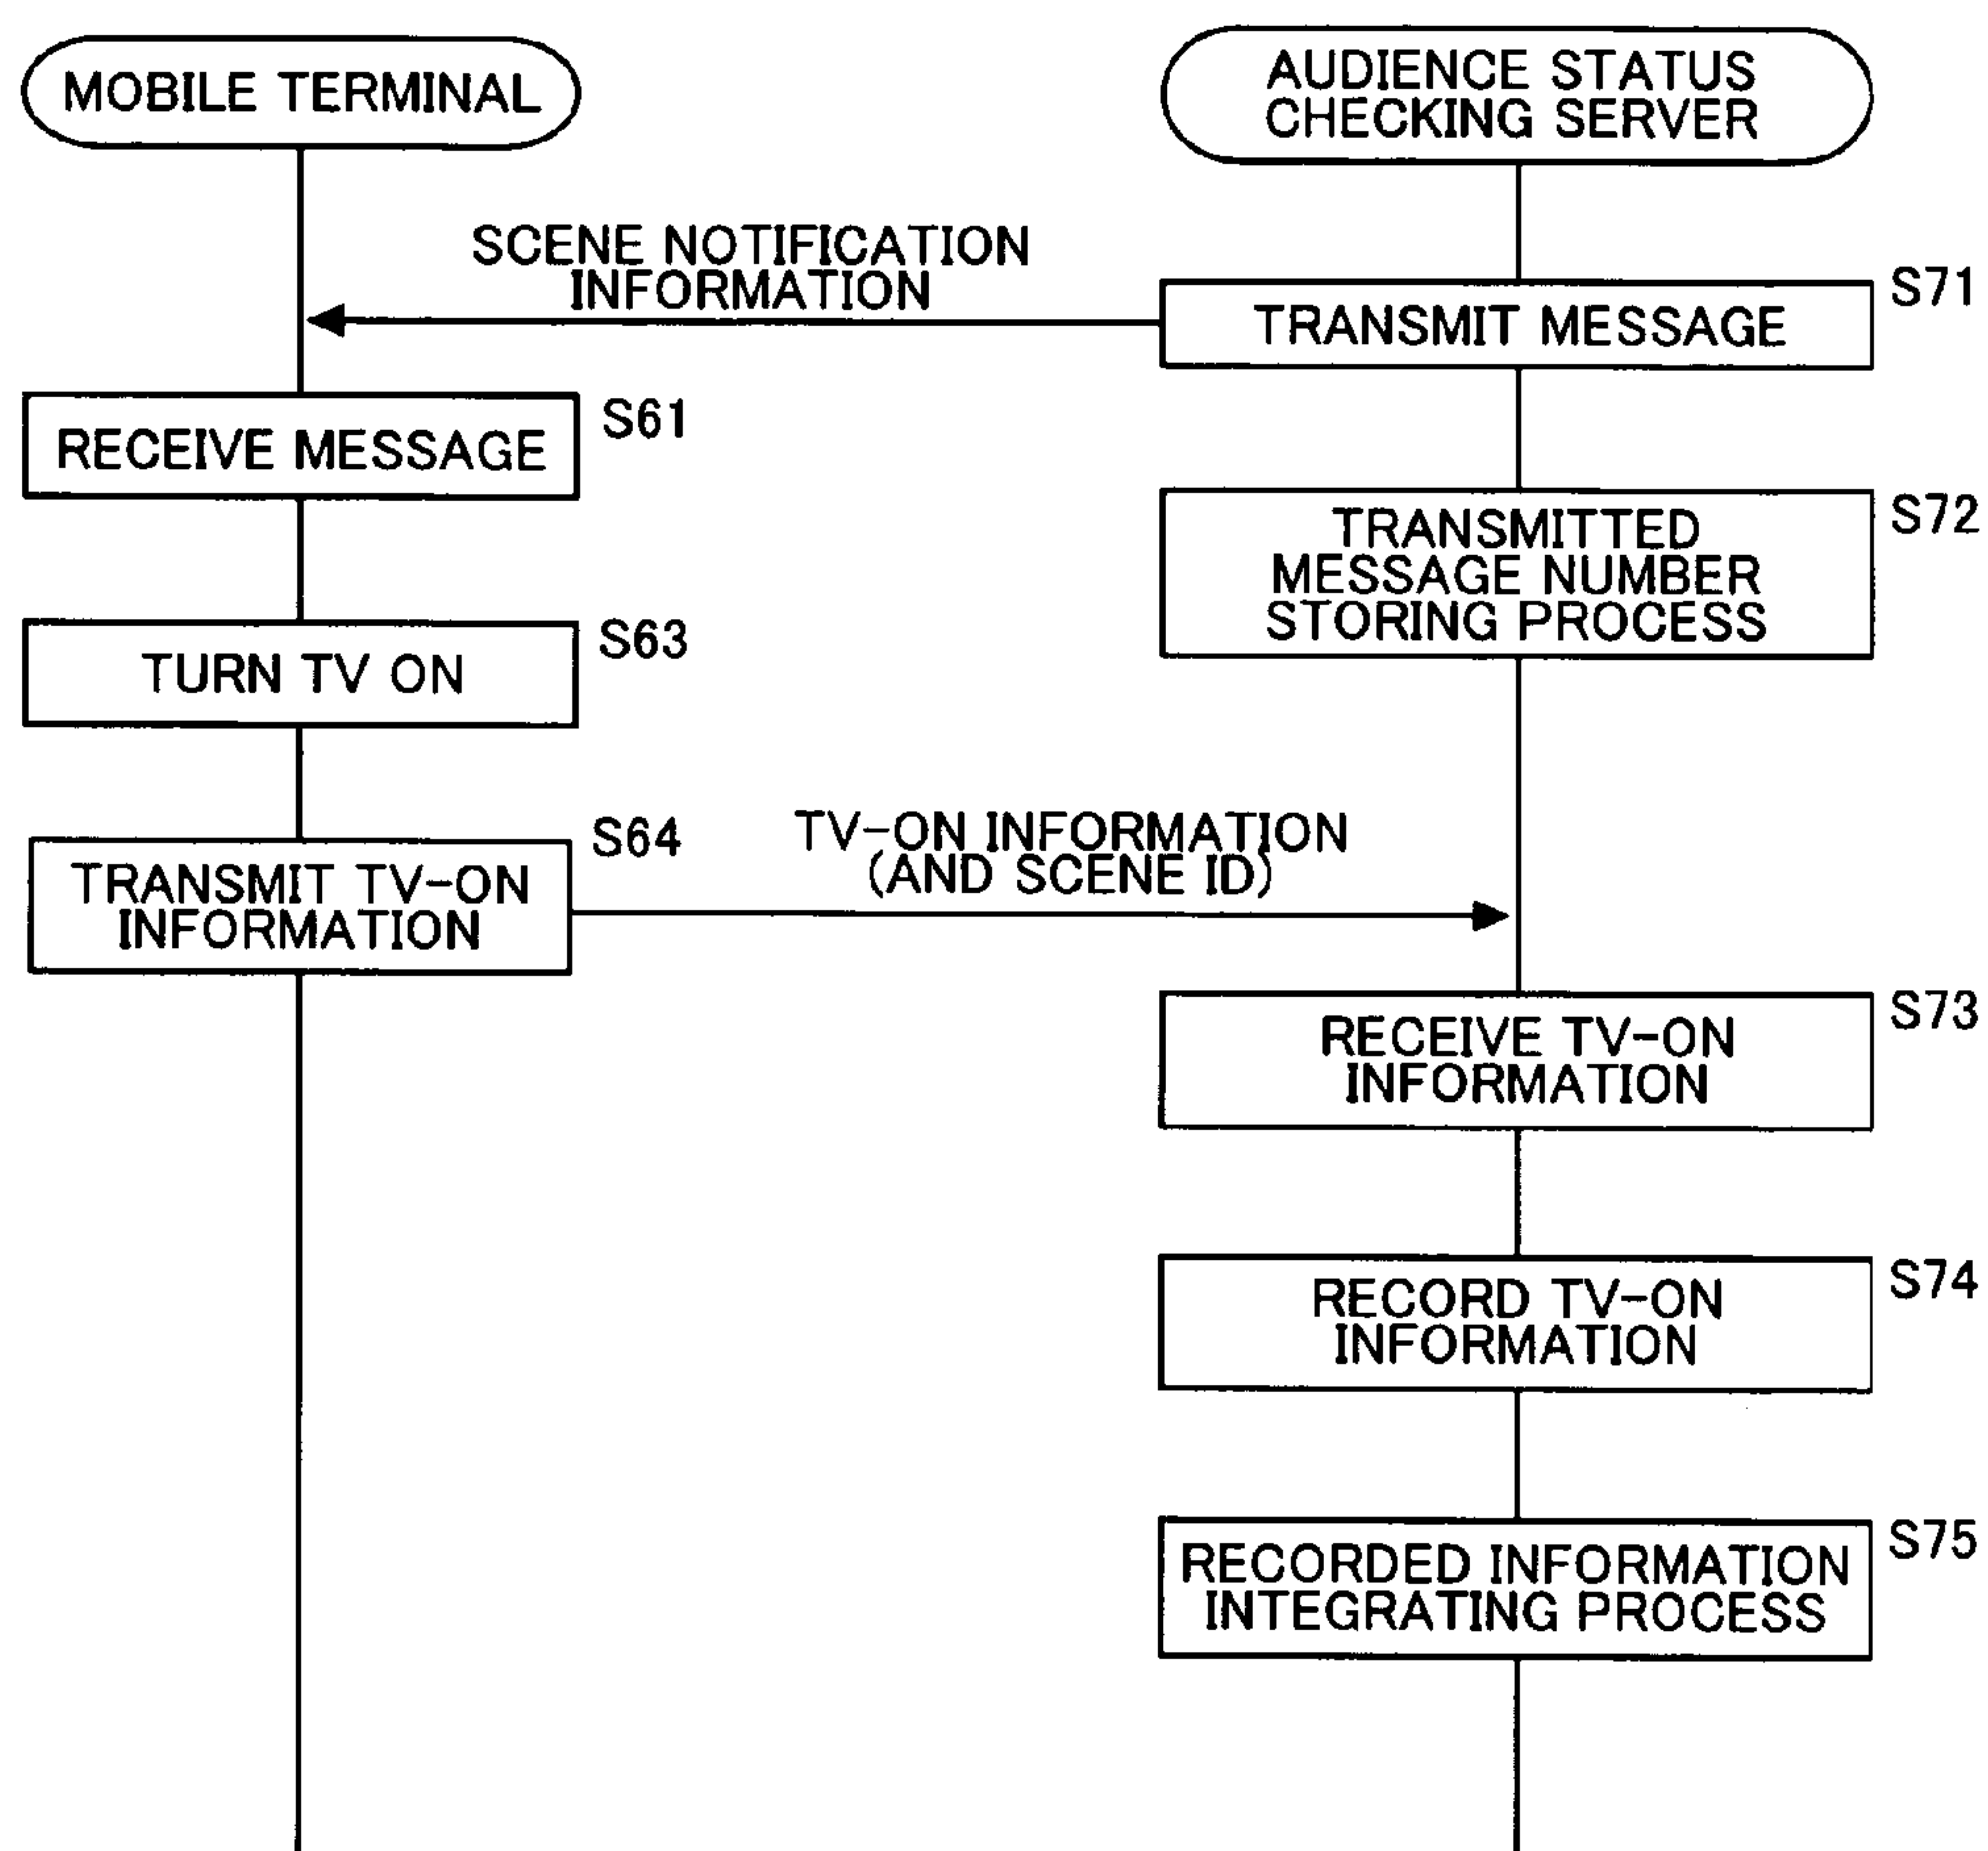 MOBILE TERMINAL
AUDIENCE STATUS
CHECKING SERVER
SCENE NOTIFICATION
INFORMATION
TRANSMIT MESSAGE
S71
RECEIVE MESSAGE
S61
TRANSMITTED
MESSAGE NUMBER
STORING PROCESS
S72
TURN TV ON
S63
TRANSMIT TV-ON
INFORMATION
S64
TV-ON INFORMATION
(AND SCENE ID)
RECEIVE TV-ON
INFORMATION
S73
RECORD TV-ON
INFORMATION
S74
RECORDED INFORMATION
INTEGRATING PROCESS
S75